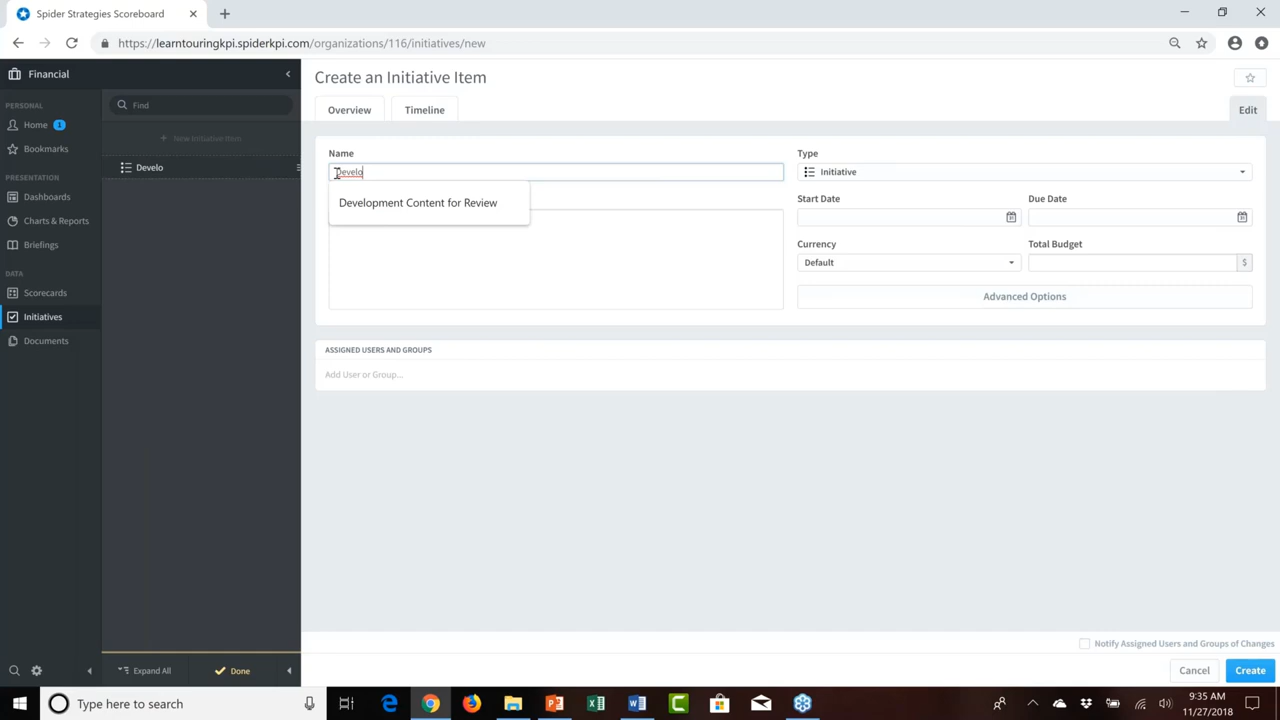 Spider Strategies Scoreboard
https://learntouringkpi.spiderkpi.com/organizations/116/initiatives/new
Financial
PERSONAL
Home 1
Bookmarks
PRESENTATION
Dashboards
Charts & Reports
Briefings
DATA
Scorecards
Initiatives
Documents
Find
New Initiative Item
Develo
Expand All
Done
Create an Initiative Item
Overview
Timeline
Edit
Name
Develo
Development Content for Review
Type
Initiative
Start Date
Due Date
31
31
Currency
Total Budget
Default
$
Advanced Options
ASSIGNED USERS AND GROUPS
Add User or Group...
Notify Assigned Users and Groups of Changes
Cancel
Create
Type here to search
9:35 AM
11/27/2018